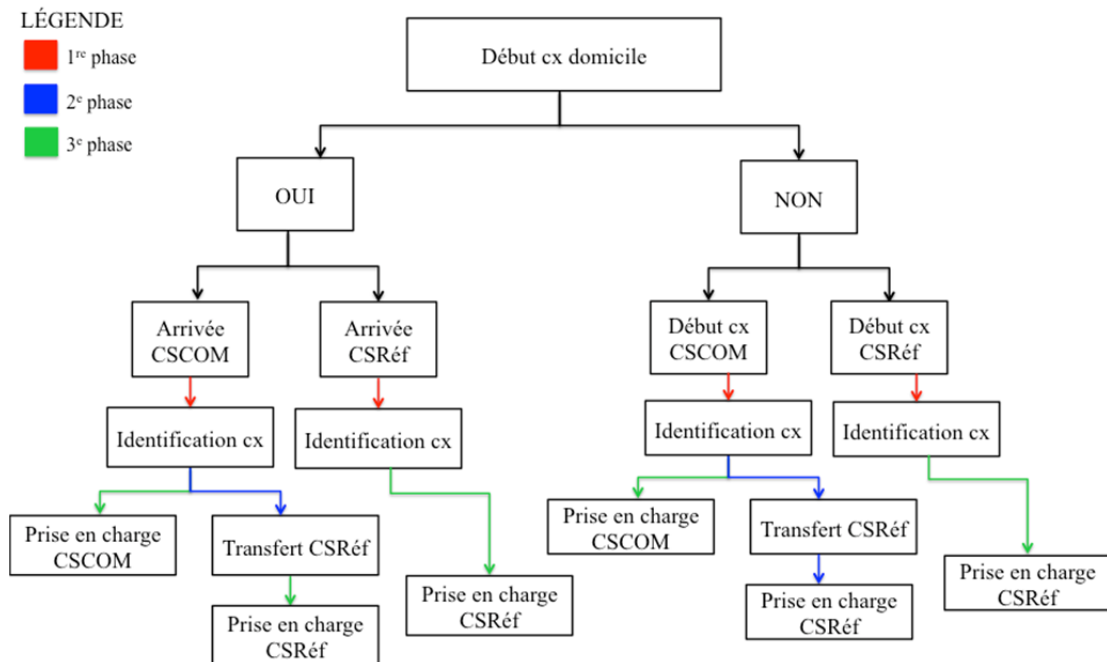 LÉGENDE
1re phase
2e phase
3e phase
Début cx domicile
OUI
NON
Arrivée
CSCOM
Arrivée
CSRéf
Début cx
CSCOM
Début cx
CSRéf
Identification cx
Identification cx
Identification cx
Identification cx
Prise en charge
CSCOM
Transfert CSRéf
Prise en charge
CSRéf
Prise en charge
CSRéf
Prise en charge
CSCOM
Transfert CSRéf
Prise en charge
CSRéf
Prise en charge
CSRéf